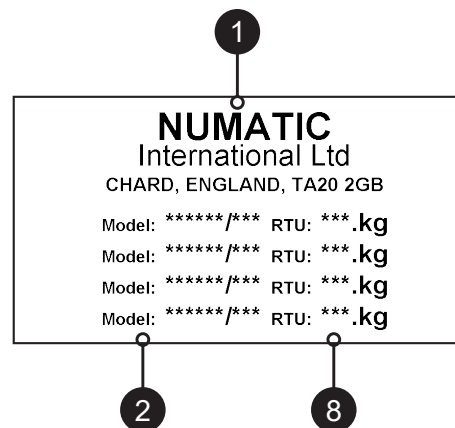 1
NUMATIC
International Ltd
CHARD, ENGLAND, TA20 2GB
Model: ******/*** RTU: ***.kg
Model: ******/*** RTU: ***.kg
Model: ******/*** RTU: ***.kg
Model: ******/*** RTU: ***.kg
2 8